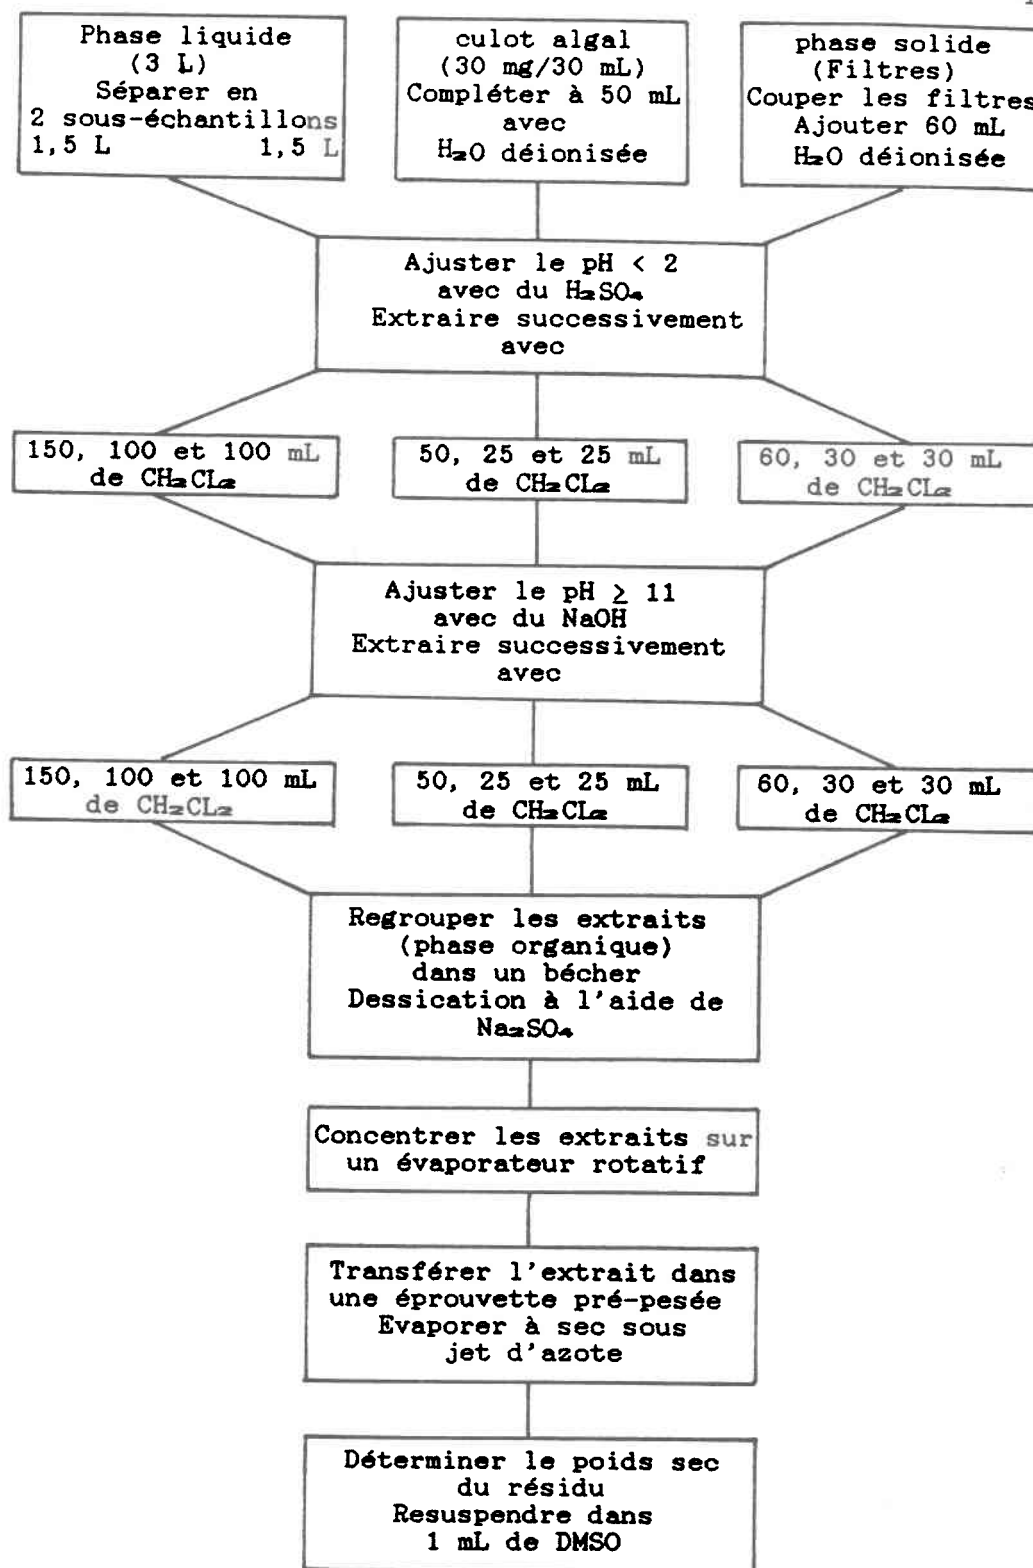 Phase liquide
(3 L)
Séparer en
2 sous-échantillons
1,5 L 1,5 L
culot algal
(30 mg/30 mL)
Compléter à 50 mL
avec
H₂O déionisée
phase solide
(Filtres)
Couper les filtres
Ajouter 60 mL
H₂O déionisée
Ajuster le pH < 2
avec du H₂SO₄
Extraire successivement
avec
150, 100 et 100 mL
de CH₂CL₂
50, 25 et 25 mL
de CH₂CL₂
60, 30 et 30 mL
de CH₂CL₂
Ajuster le pH ≥ 11
avec du NaOH
Extraire successivement
avec
150, 100 et 100 mL
de CH₂CL₂
50, 25 et 25 mL
de CH₂CL₂
60, 30 et 30 mL
de CH₂CL₂
Regrouper les extraits
(phase organique)
dans un bécher
Dessication à l'aide de
Na₂SO₄
Concentrer les extraits sur
un évaporateur rotatif
Transférer l'extrait dans
une éprouvette pré-pesée
Evaporer à sec sous
jet d'azote
Déterminer le poids sec
du résidu
Resuspendre dans
1 mL de DMSO